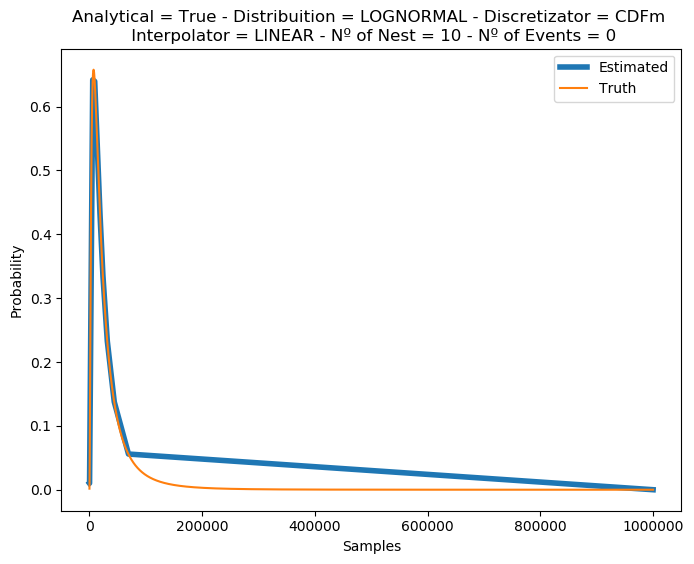 Analytical = True - Distribuition = LOGNORMAL - Discretizator = CDFm
Interpolator = LINEAR - Nº of Nest = 10 - Nº of Events = 0
Estimated
Truth
Probability
0.6
0.5
0.4
0.3
0.2
0.1
0.0
0 200000 400000 600000 800000 1000000
Samples